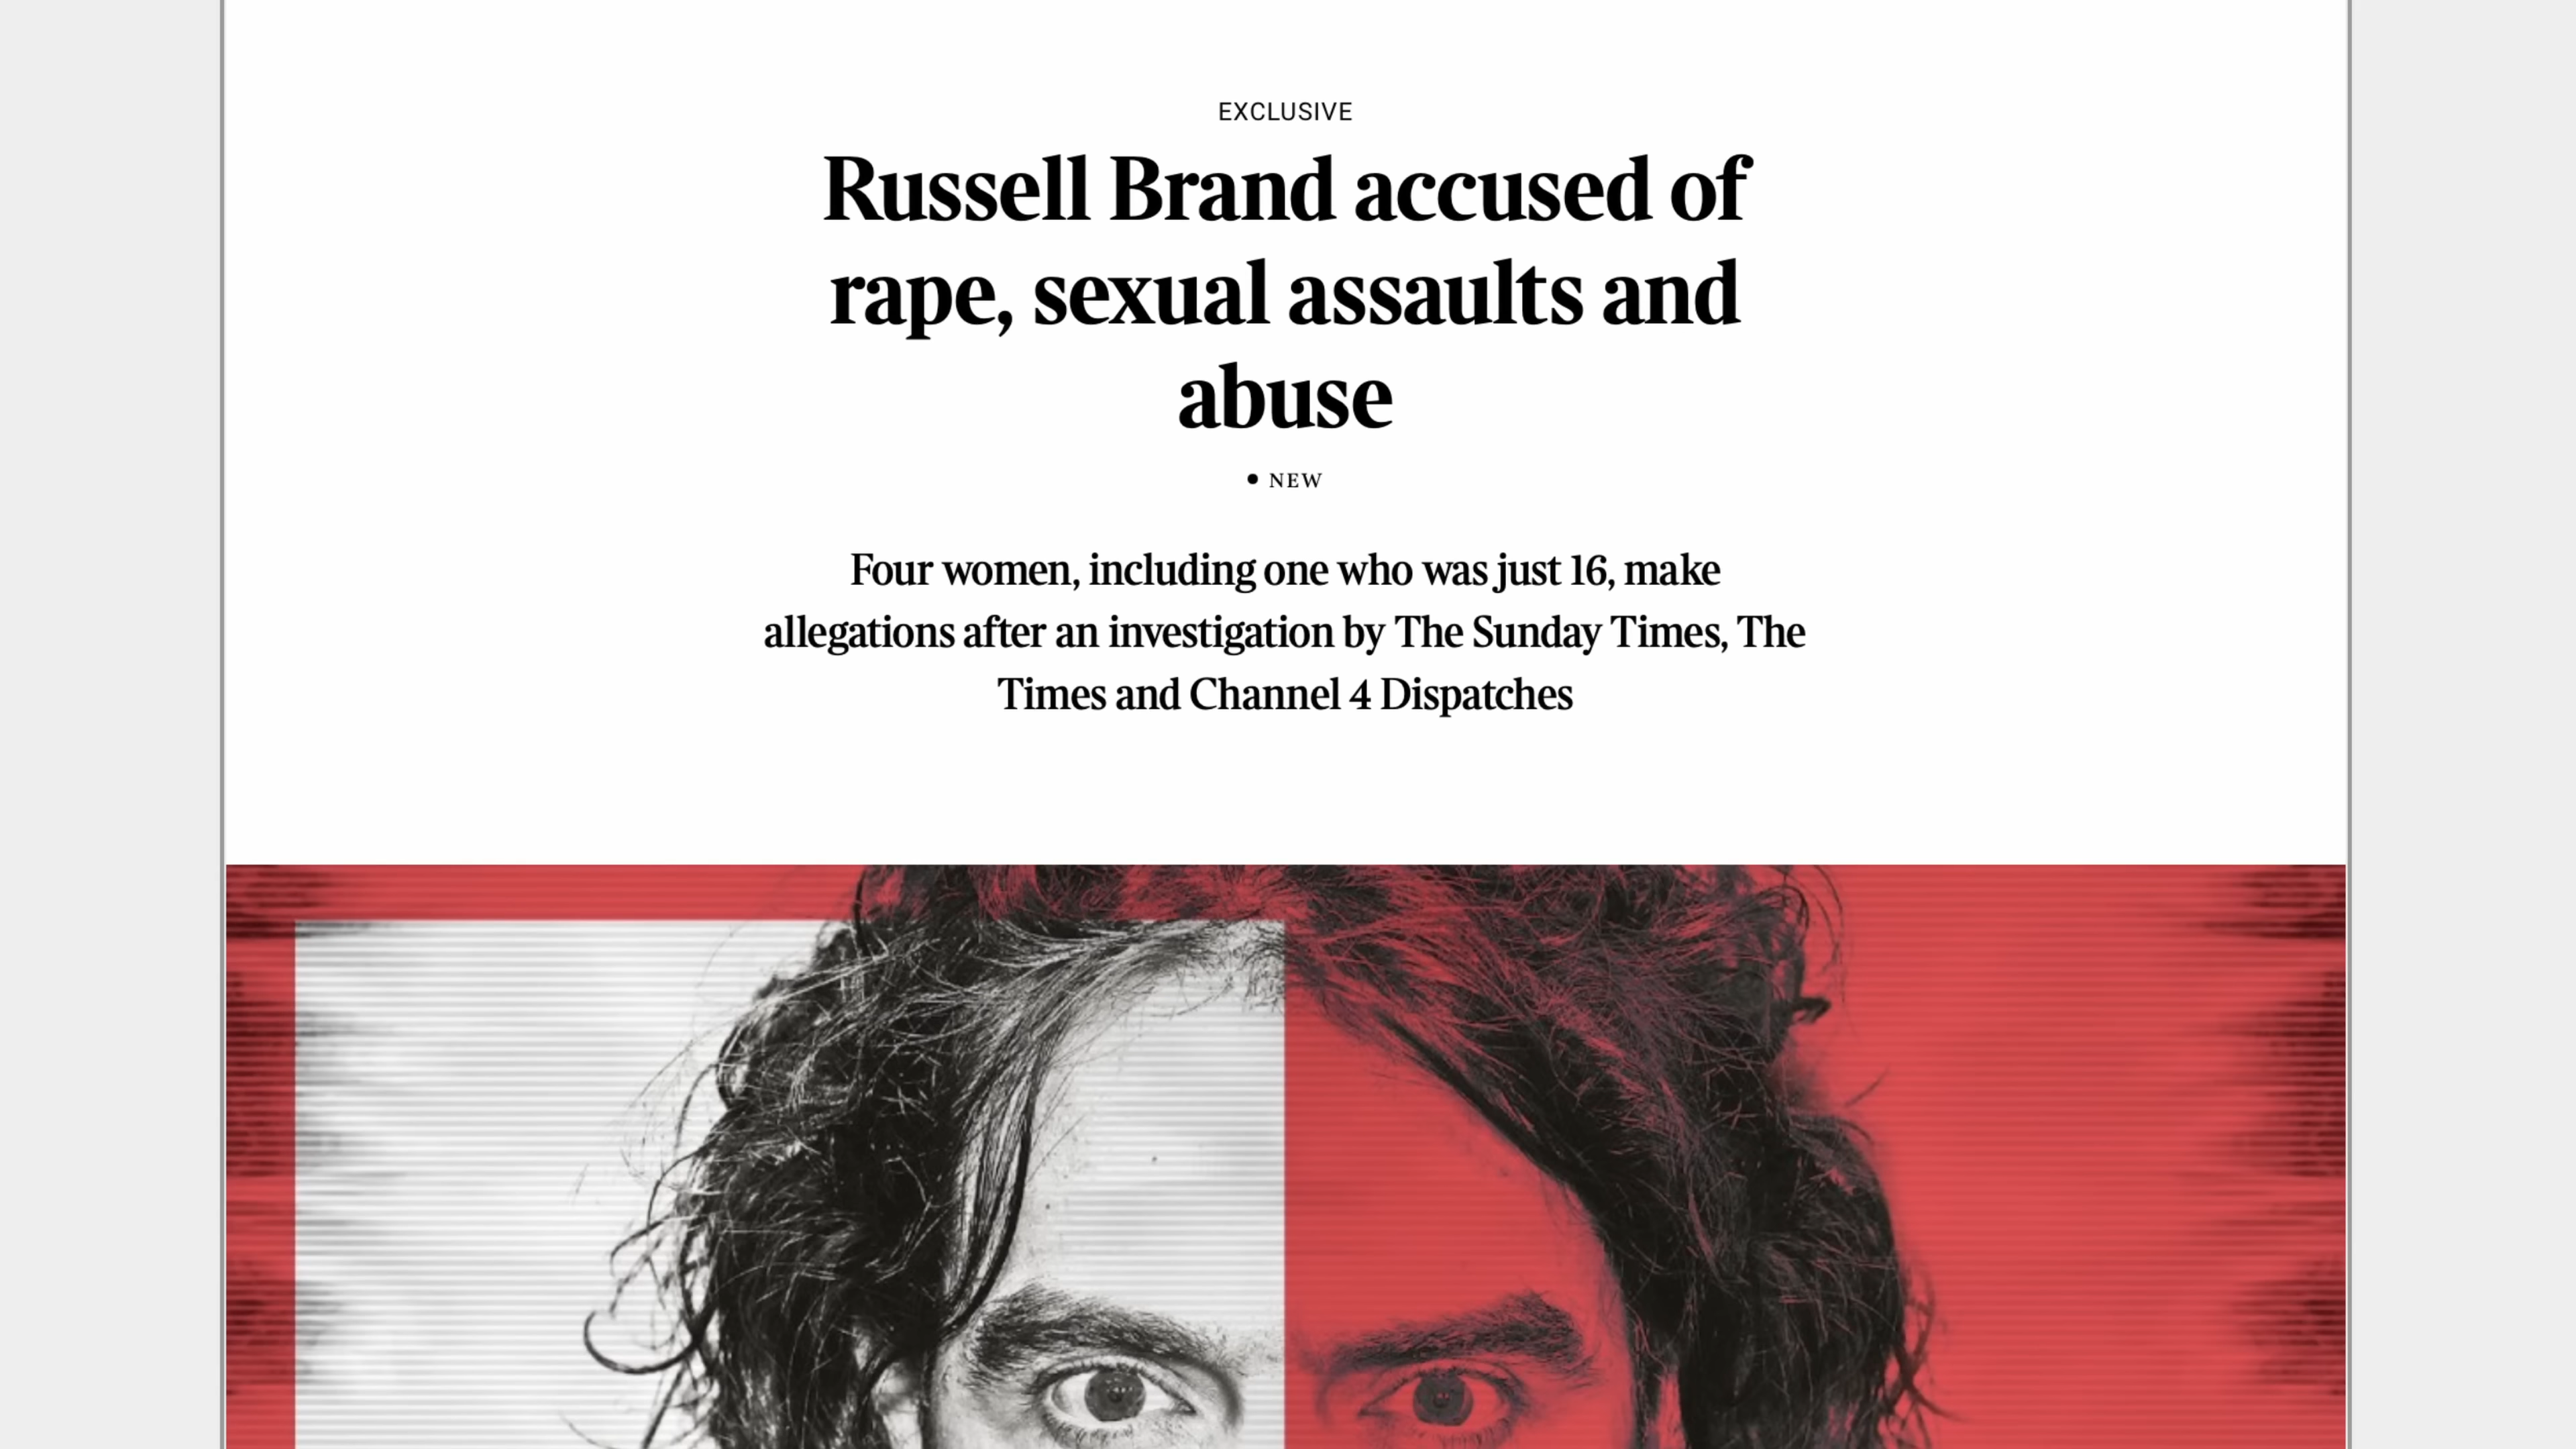 EXCLUSIVE
Russell Brand accused of
rape, sexual assaults and
abuse
• NEW
Four women, including one who was just 16, make
allegations after an investigation by The Sunday Times, The
Times and Channel 4 Dispatches